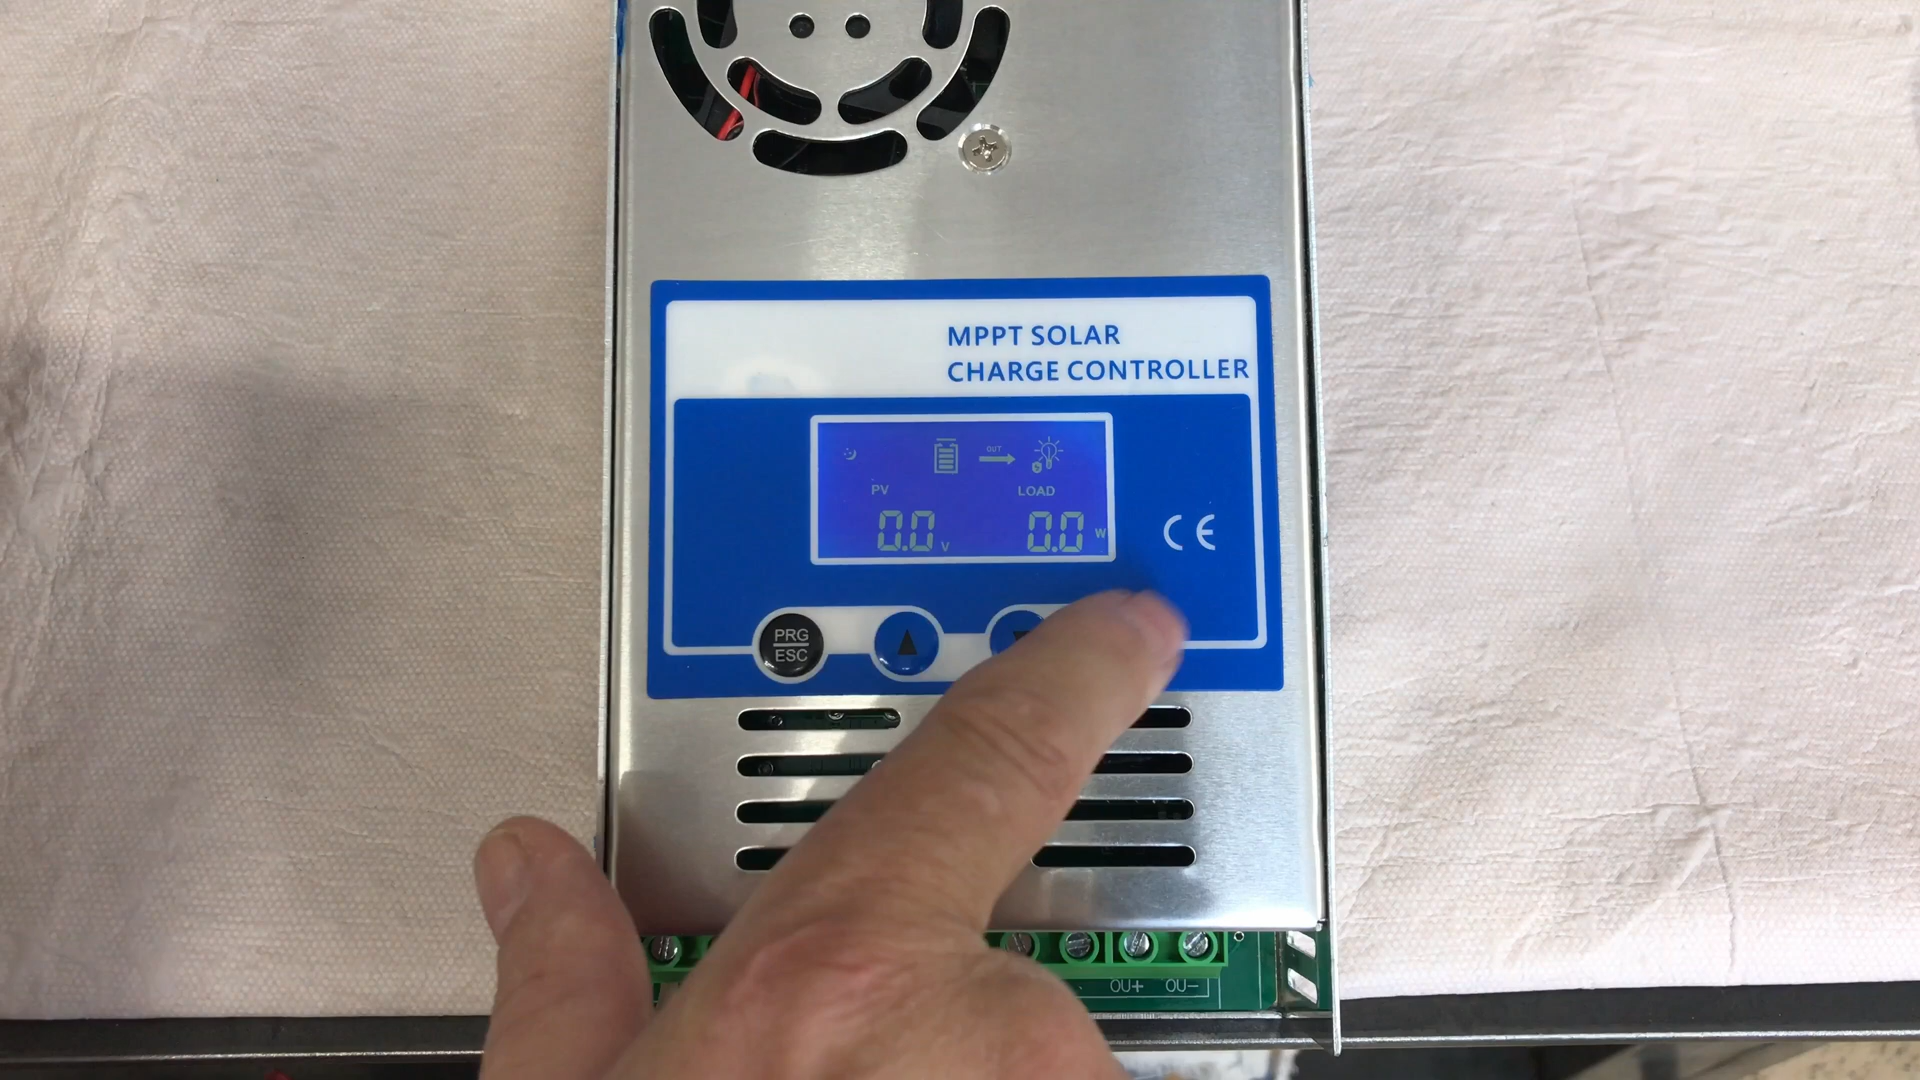 MPPT SOLAR
CHARGE CONTROLLER
OUT
PV LOAD
0.0 V 0.0 W
CE
PRG
ESC
OU+ OU-